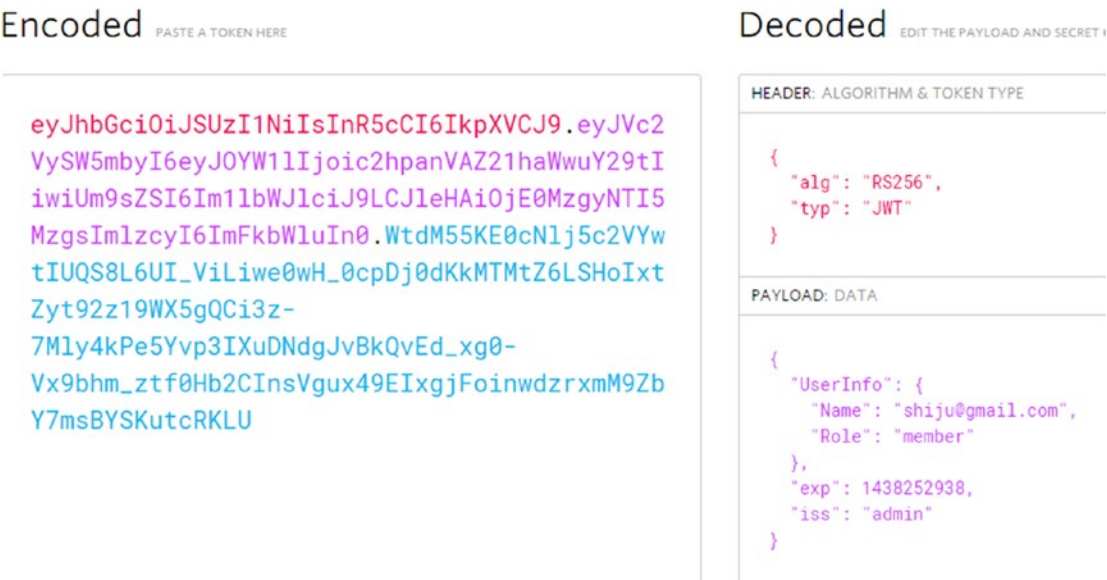 Encoded PASTE A TOKEN HERE
eyJhbGciOiJSUzI1NiIsInR5cCI6IkpXVCJ9.eyJVc2
VySW5mbyI6eyJOYW1lIjoic2hpanVAZ21haWwuY29tI
iwiUm9sZSI6Im1lbWJlciJ9LCJleHAiOjE0MzgyNTI5
MzgsImlzcyI6ImFkbWluIn0.WtdM55KE0cNlj5c2VYw
tIUQS8L6UI_ViLiwe0wH_0cpDj0dKkMTMtZ6LSHoIxt
Zyt92z19WX5gQCi3z-
7Mly4kPe5Yvp3IXuDNdgJvBkQvEd_xg0-
Vx9bhm_ztf0Hb2CInsVgux49EIxgjFoinwdzrxmM9Zb
Y7msBYSKutcRKLU
Decoded EDIT THE PAYLOAD AND SECRET
HEADER: ALGORITHM & TOKEN TYPE
{
"alg": "RS256",
"typ": "JWT"
}
PAYLOAD: DATA
{
"UserInfo": {
"Name": "shiju@gmail.com",
"Role": "member"
},
"exp": 1438252938,
"iss": "admin"
}